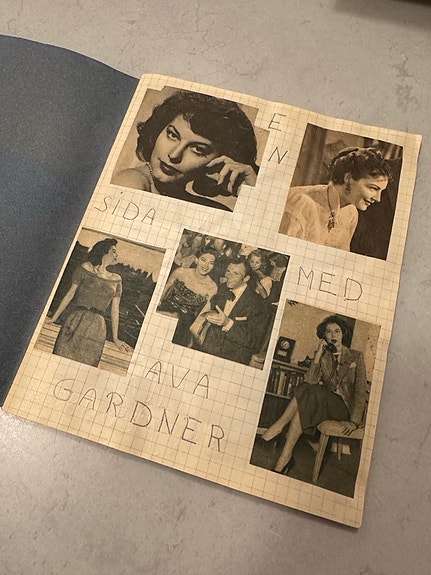 EN
SIDA
MED
AVA
GARDNER